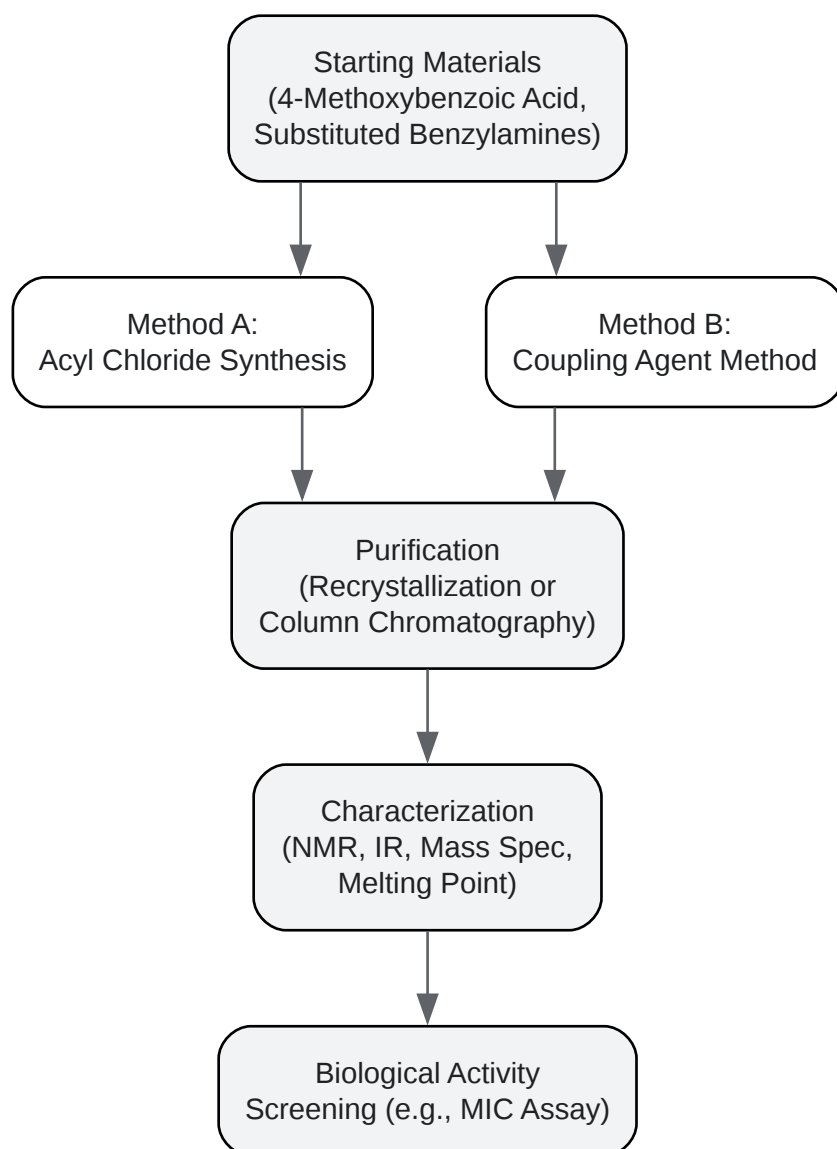 Starting Materials
(4-Methoxybenzoic Acid,
Substituted Benzylamines)
Method A:
Acyl Chloride Synthesis
Method B:
Coupling Agent Method
Purification
(Recrystallization or
Column Chromatography)
Characterization
(NMR, IR, Mass Spec,
Melting Point)
Biological Activity
Screening (e.g., MIC Assay)